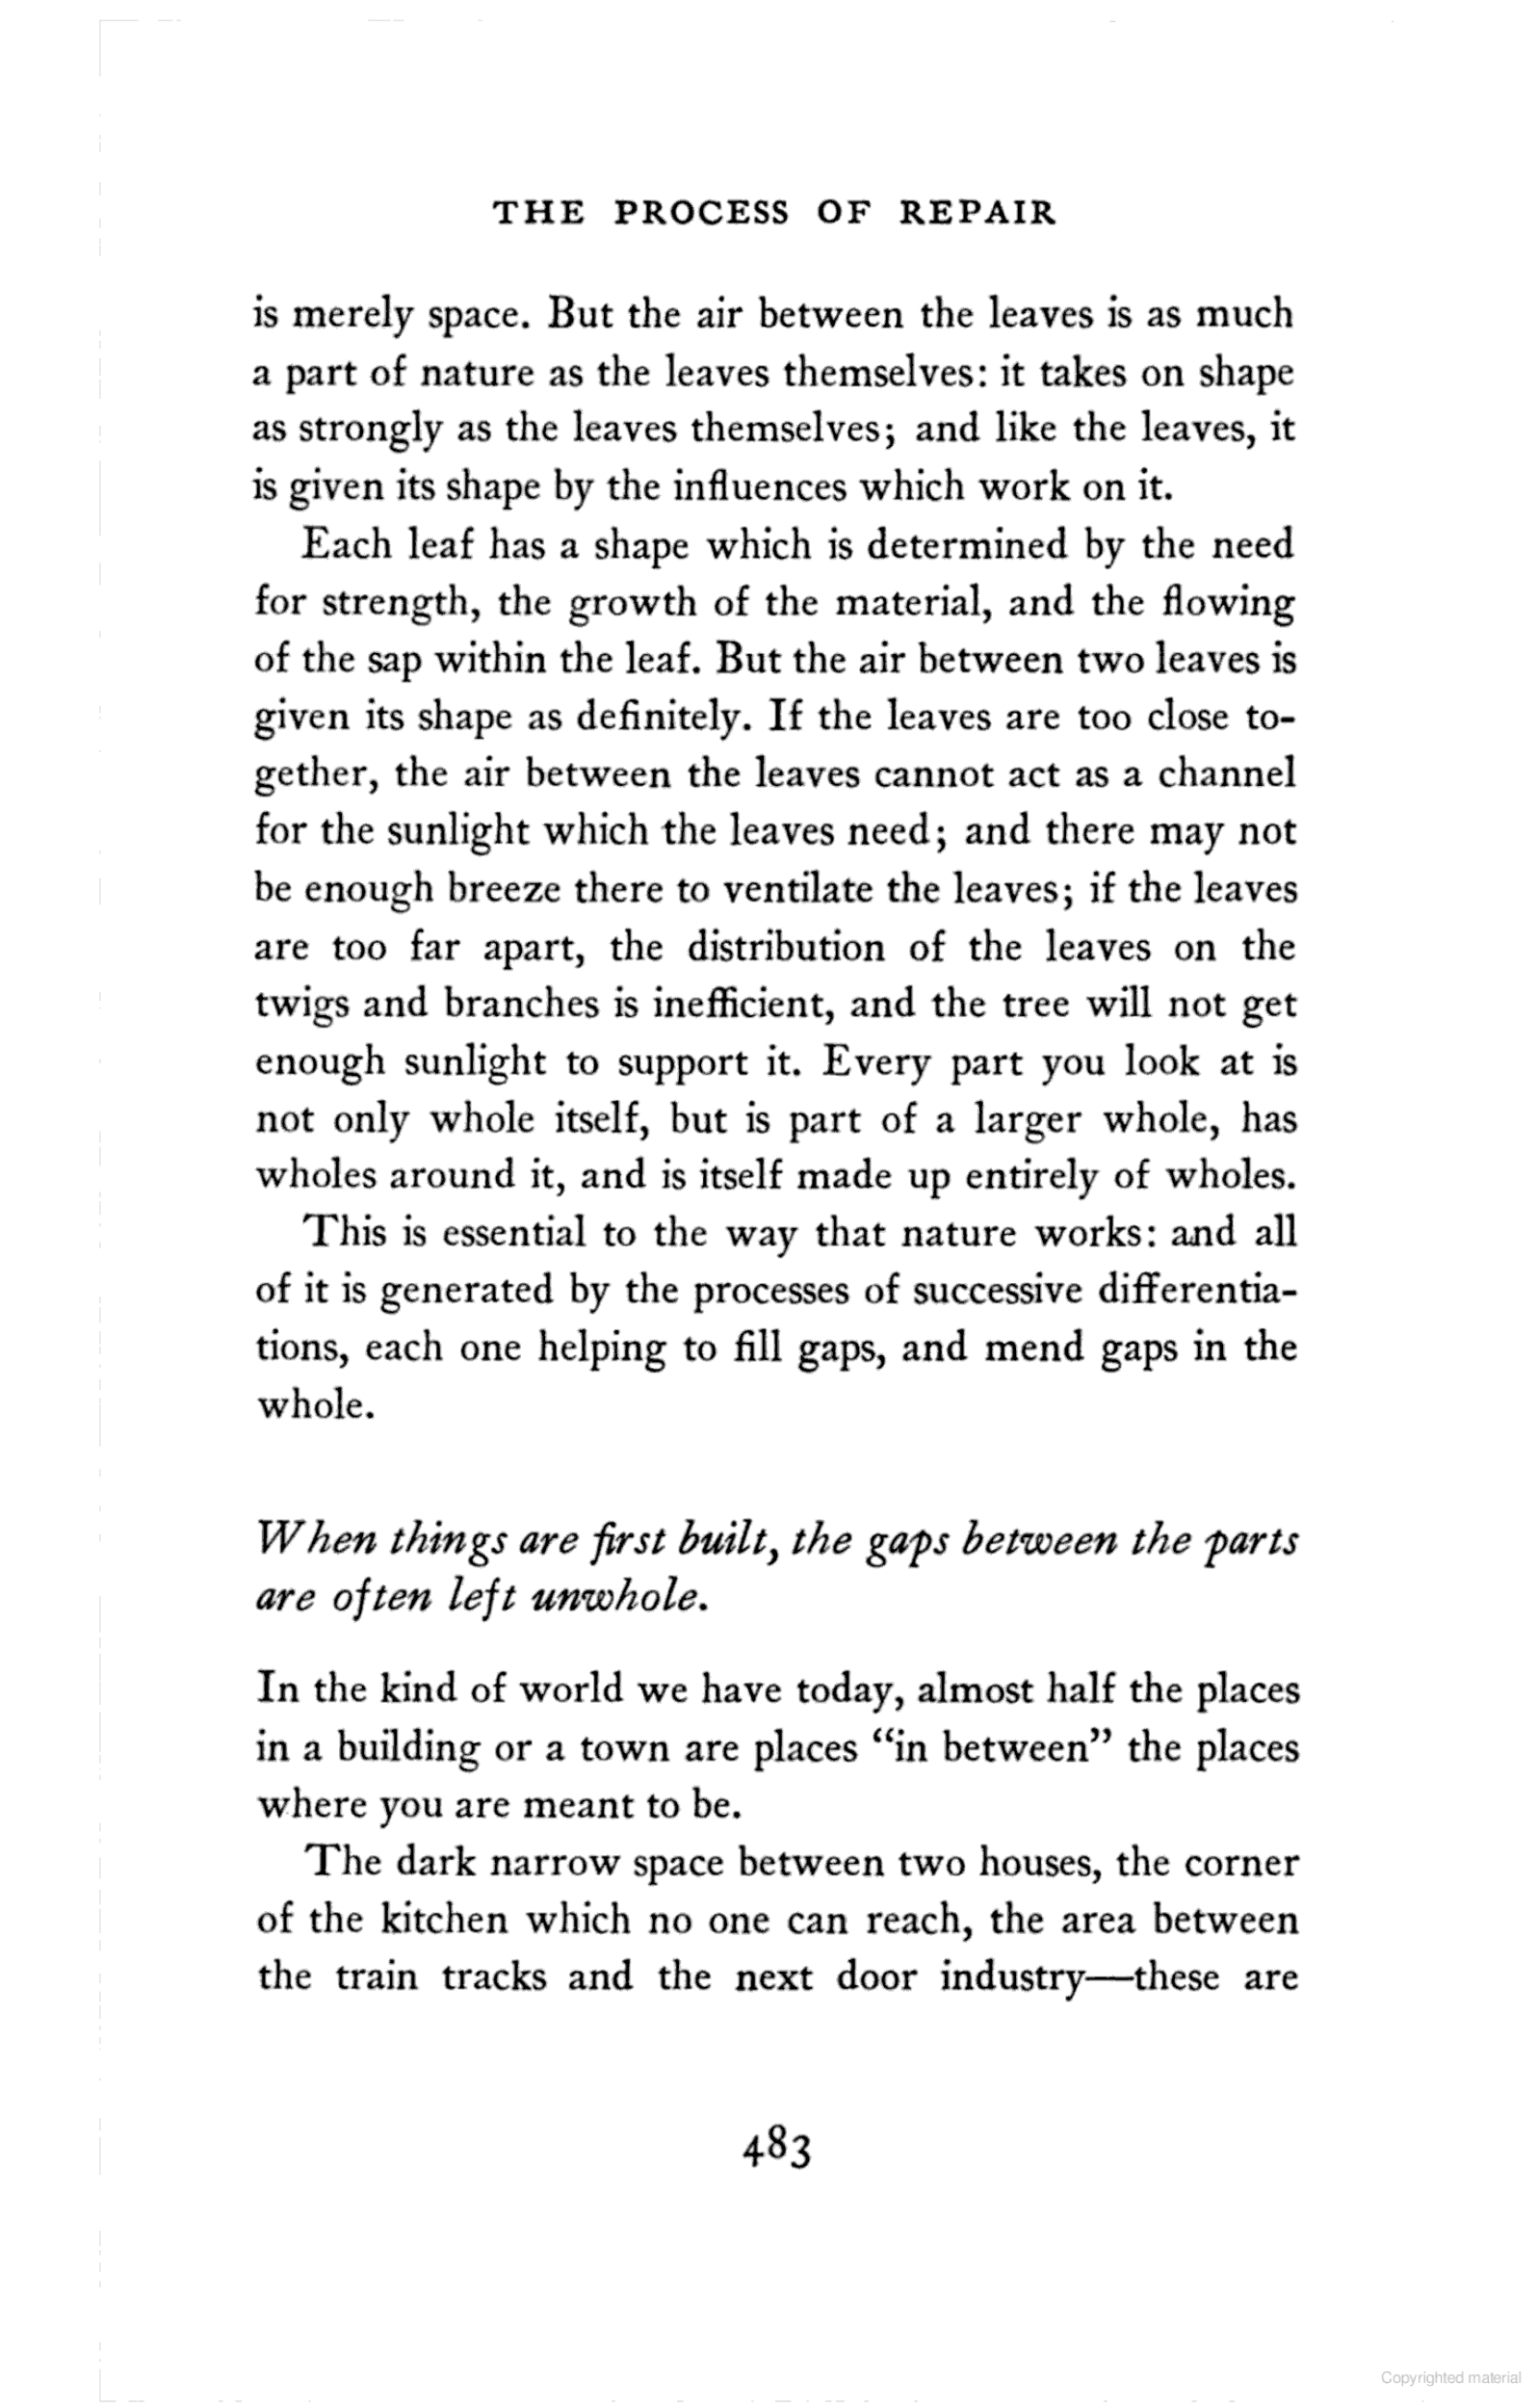 THE PROCESS OF REPAIR
is merely space. But the air between the leaves is as much
a part of nature as the leaves themselves: it takes on shape
as strongly as the leaves themselves; and like the leaves, it
is given its shape by the influences which work on it.
Each leaf has a shape which is determined by the need
for strength, the growth of the material, and the flowing
of the sap within the leaf. But the air between two leaves is
given its shape as definitely. If the leaves are too close to-
gether, the air between the leaves cannot act as a channel
for the sunlight which the leaves need; and there may not
be enough breeze there to ventilate the leaves; if the leaves
are too far apart, the distribution of the leaves on the
twigs and branches is inefficient, and the tree will not get
enough sunlight to support it. Every part you look at is
not only whole itself, but is part of a larger whole, has
wholes around it, and is itself made up entirely of wholes.
This is essential to the way that nature works: and all
of it is generated by the processes of successive differentia-
tions, each one helping to fill gaps, and mend gaps in the
whole.
When things are first built, the gaps between the parts
are often left unwhole.
In the kind of world we have today, almost half the places
in a building or a town are places “in between” the places
where you are meant to be.
The dark narrow space between two houses, the corner
of the kitchen which no one can reach, the area between
the train tracks and the next door industry—these are
483
Copyrighted material